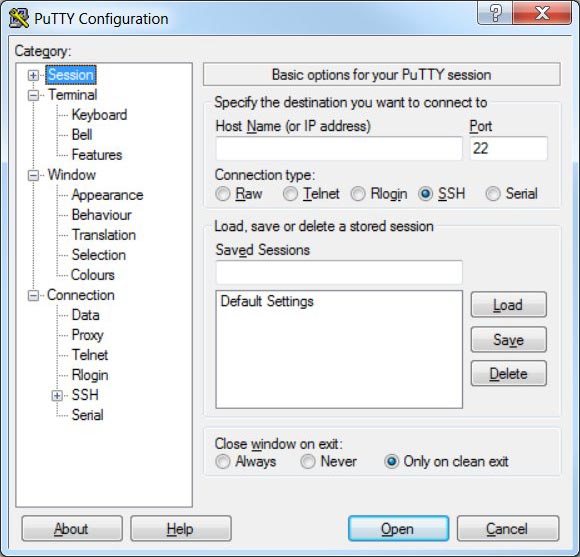 PuTTY Configuration
Category:
Session
Terminal
Keyboard
Bell
Features
Window
Appearance
Behaviour
Translation
Selection
Colours
Connection
Data
Proxy
Telnet
Rlogin
SSH
Serial
Basic options for your PuTTY session
Specify the destination you want to connect to
Host Name (or IP address) Port
22
Connection type:
Raw Telnet Rlogin SSH Serial
Load, save or delete a stored session
Saved Sessions
Default Settings
Load
Save
Delete
Close window on exit:
Always Never Only on clean exit
About Help Open Cancel